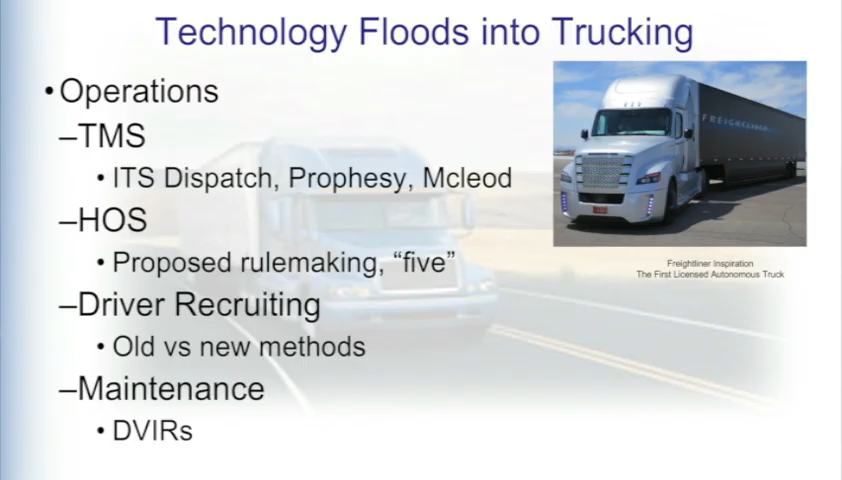 Technology Floods into Trucking
• Operations
–TMS
• ITS Dispatch, Prophesy, Mcleod
–HOS
• Proposed rulemaking, “five”
–Driver Recruiting
• Old vs new methods
–Maintenance
• DVIRs
FREIGHTLINER
Freightliner Inspiration
The First Licensed Autonomous Truck